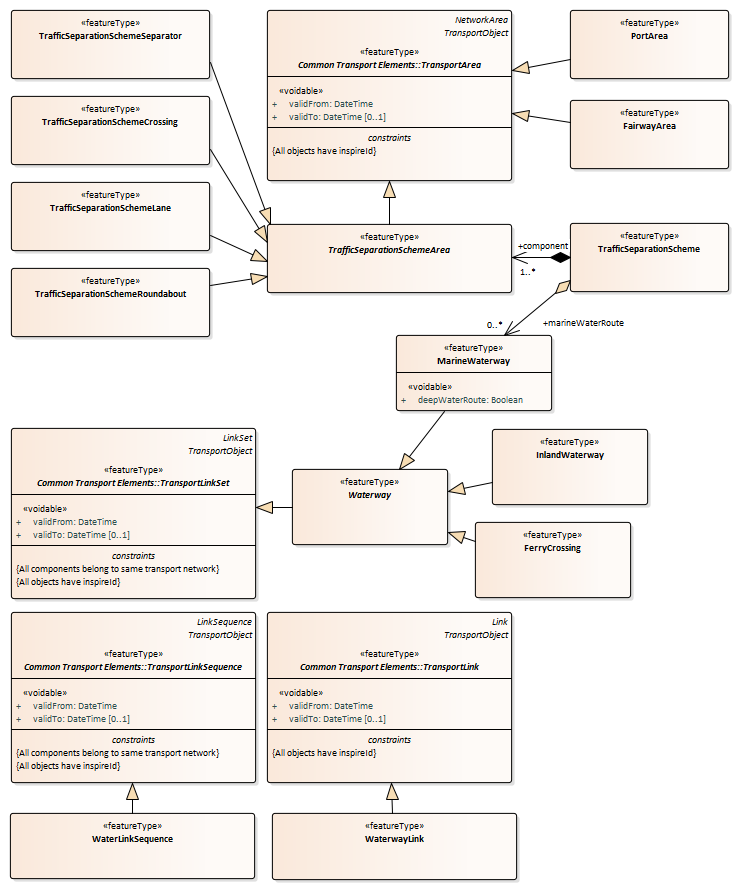 «featureType»
TrafficSeparationSchemeSeparator
«featureType»
TrafficSeparationSchemeCrossing
«featureType»
TrafficSeparationSchemeLane
«featureType»
TrafficSeparationSchemeRoundabout
NetworkArea
TransportObject
«featureType»
Common Transport Elements::TransportArea
«voidable»
+ validFrom: DateTime
+ validTo: DateTime [0..1]
constraints
{All objects have inspireId}
«featureType»
PortArea
«featureType»
FairwayArea
«featureType»
TrafficSeparationSchemeArea
+component
1..*
«featureType»
TrafficSeparationScheme
0..*
+marineWaterRoute
«featureType»
MarineWaterway
«voidable»
+ deepWaterRoute: Boolean
LinkSet
TransportObject
«featureType»
Common Transport Elements::TransportLinkSet
«voidable»
+ validFrom: DateTime
+ validTo: DateTime [0..1]
constraints
{All components belong to same transport network}
{All objects have inspireId}
«featureType»
Waterway
«featureType»
InlandWaterway
«featureType»
FerryCrossing
LinkSequence
TransportObject
«featureType»
Common Transport Elements::TransportLinkSequence
«voidable»
+ validFrom: DateTime
+ validTo: DateTime [0..1]
constraints
{All components belong to same transport network}
{All objects have inspireId}
Link
TransportObject
«featureType»
Common Transport Elements::TransportLink
«voidable»
+ validFrom: DateTime
+ validTo: DateTime [0..1]
constraints
{All objects have inspireId}
«featureType»
WaterLinkSequence
«featureType»
WaterwayLink